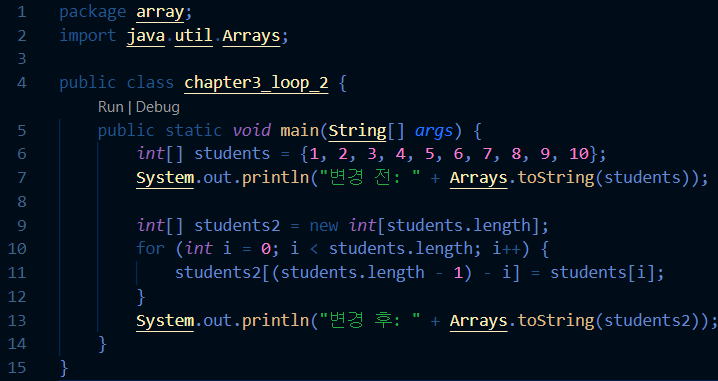 1 package array;
2 import java.util.Arrays;
3
4 public class chapter3_loop_2 {
Run | Debug
5 public static void main(String[] args) {
6 int[] students = {1, 2, 3, 4, 5, 6, 7, 8, 9, 10};
7 System.out.println("변경 전: " + Arrays.toString(students));
8
9 int[] students2 = new int[students.length];
10 for (int i = 0; i < students.length; i++) {
11 students2[(students.length - 1) - i] = students[i];
12 }
13 System.out.println("변경 후: " + Arrays.toString(students2));
14 }
15 }